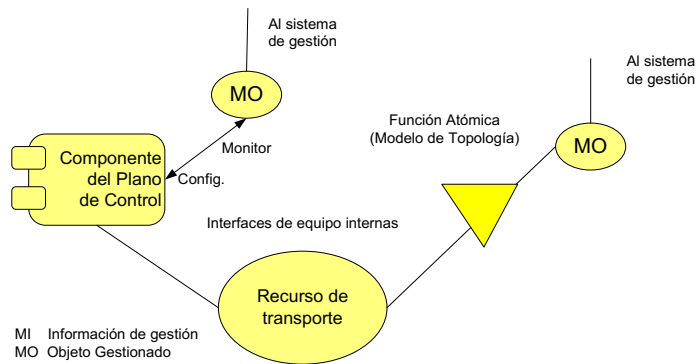 Al sistema
de gestión
MO
Monitor
Config.
Componente
del Plano
de Control
Función Atómica
(Modelo de Topología)
Al sistema
de gestión
MO
Interfaces de equipo internas
Recurso de
transporte
MI Información de gestión
MO Objeto Gestionado